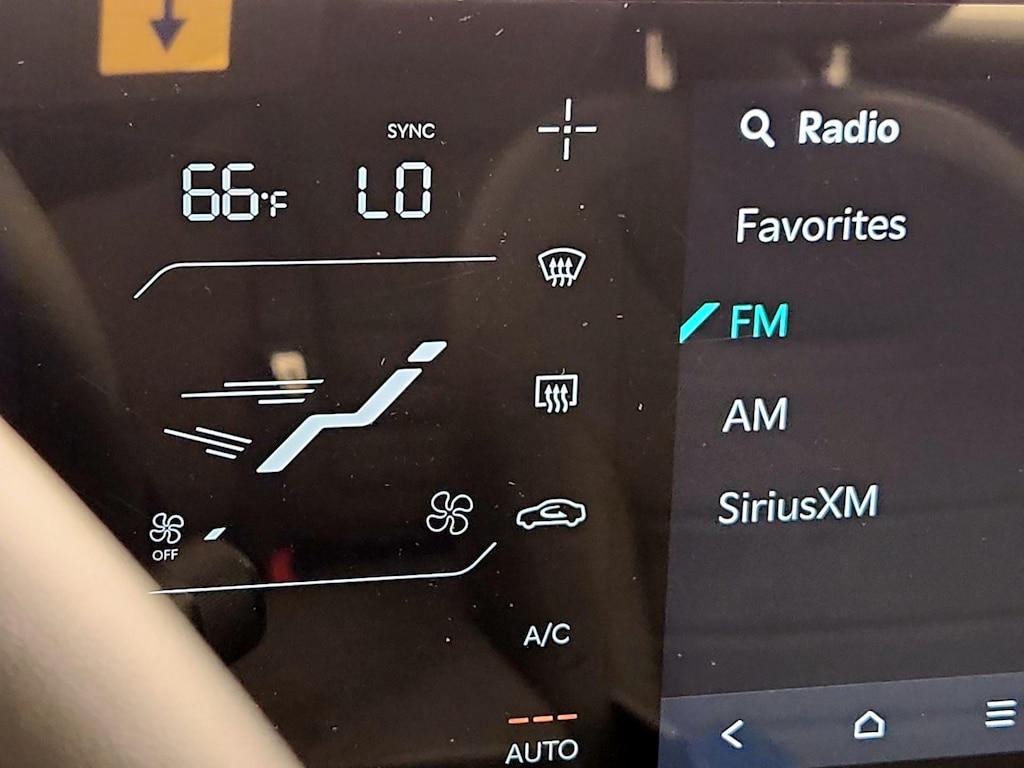 SYNC
66°F LO
OFF
A/C
AUTO
Radio
Favorites
FM
AM
SiriusXM